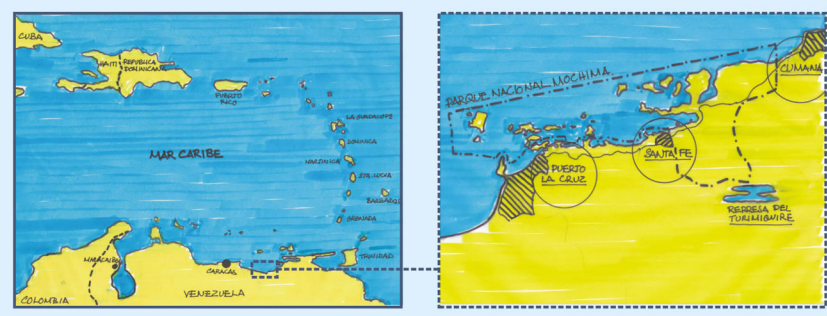 CUBA
HAITI
REPUBLICA
DOMINICANA
PUERTO
RICO
LA GUADALUPE
DOMINICA
MARTINICA
STA. LUCIA
BARBADOS
GRANADA
TRINIDAD
MAR CARIBE
MARACAIBO
CARACAS
COLOMBIA
VENEZUELA
PARQUE NACIONAL MOCHIMA
CUMANA
SANTA FE
PUERTO
LA CRUZ
REPRESA DEL
TURIMIQUIRE